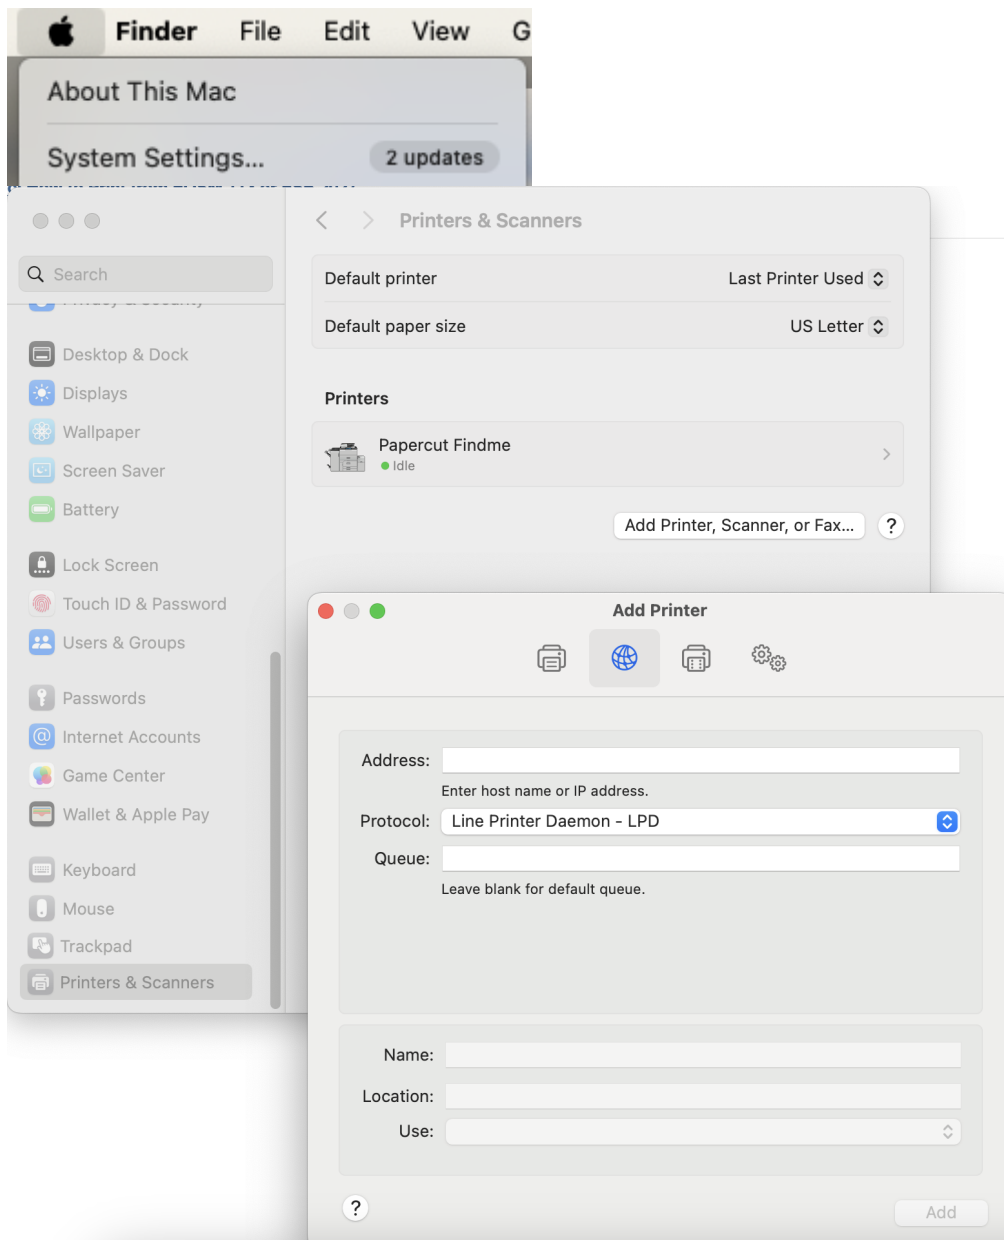 Finder File Edit View G
About This Mac
System Settings... 2 updates
Printers & Scanners
Search
Default printer Last Printer Used
Default paper size US Letter
Desktop & Dock
Displays
Wallpaper
Screen Saver
Battery
Lock Screen
Touch ID & Password
Users & Groups
Passwords
Internet Accounts
Game Center
Wallet & Apple Pay
Keyboard
Mouse
Trackpad
Printers & Scanners
Printers
Papercut Findme
Idle
Add Printer, Scanner, or Fax... ?
Add Printer
Address:
Enter host name or IP address.
Protocol: Line Printer Daemon - LPD
Queue:
Leave blank for default queue.
Name:
Location:
Use:
? Add